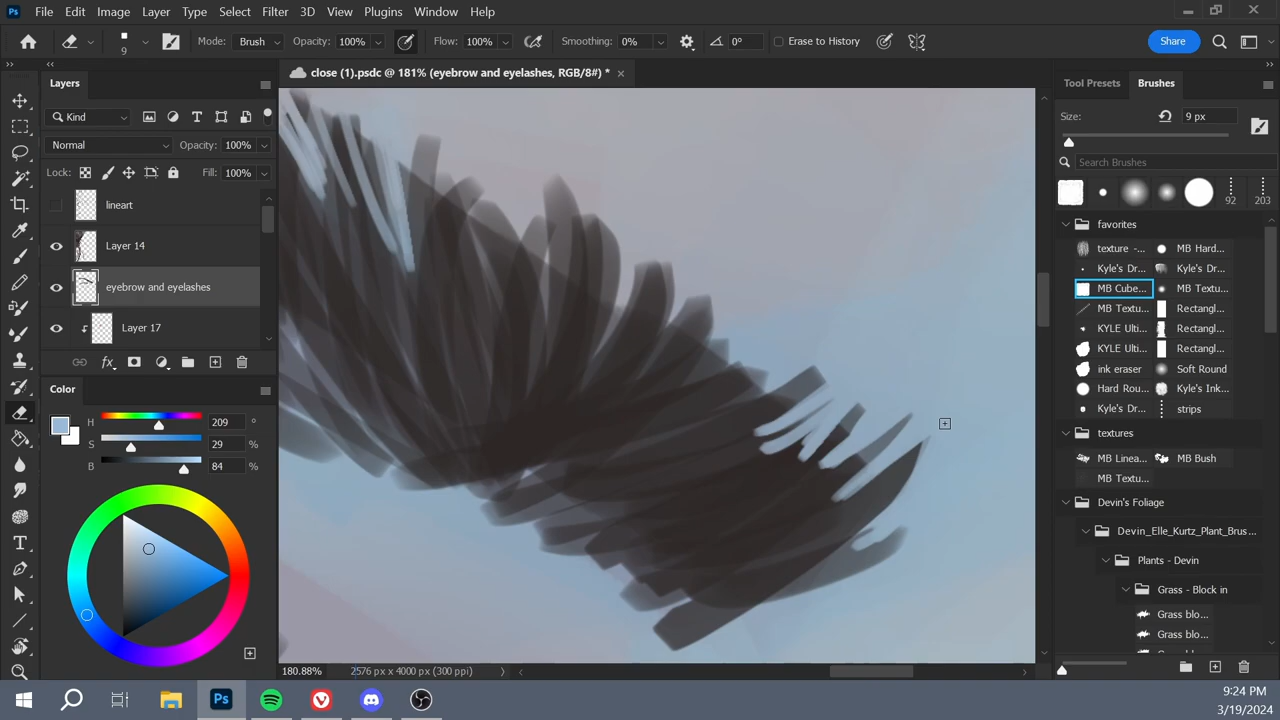 Ps File Edit Image Layer Type Select Filter 3D View Plugins Window Help
9 Mode: Brush Opacity: 100% Flow: 100% Smoothing: 0% 0° Erase to History Share
close (1).psdc @ 181% (eyebrow and eyelashes, RGB/8#) *
Layers
Kind
Normal Opacity: 100%
Lock: Fill: 100%
lineart
Layer 14
eyebrow and eyelashes
Layer 17
fx
Color
H 209 °
S 29 %
B 84 %
180.88% 2576 px x 4000 px (300 ppi)
Tool Presets Brushes
Size: 9 px
Search Brushes
92 203
favorites
texture -... MB Hard...
Kyle's Dr... Kyle's Dr...
MB Cube... MB Textu...
MB Textu... Rectangl...
KYLE Ulti... Rectangl...
KYLE Ulti... Rectangl...
ink eraser Soft Round
Hard Rou... Kyle's Ink...
Kyle's Dr... strips
textures
MB Linea... MB Bush
MB Textu...
Devin's Foliage
Devin_Elle_Kurtz_Plant_Brus...
Plants - Devin
Grass - Block in
Grass blo...
Grass blo...
Ps
9:24 PM
3/19/2024